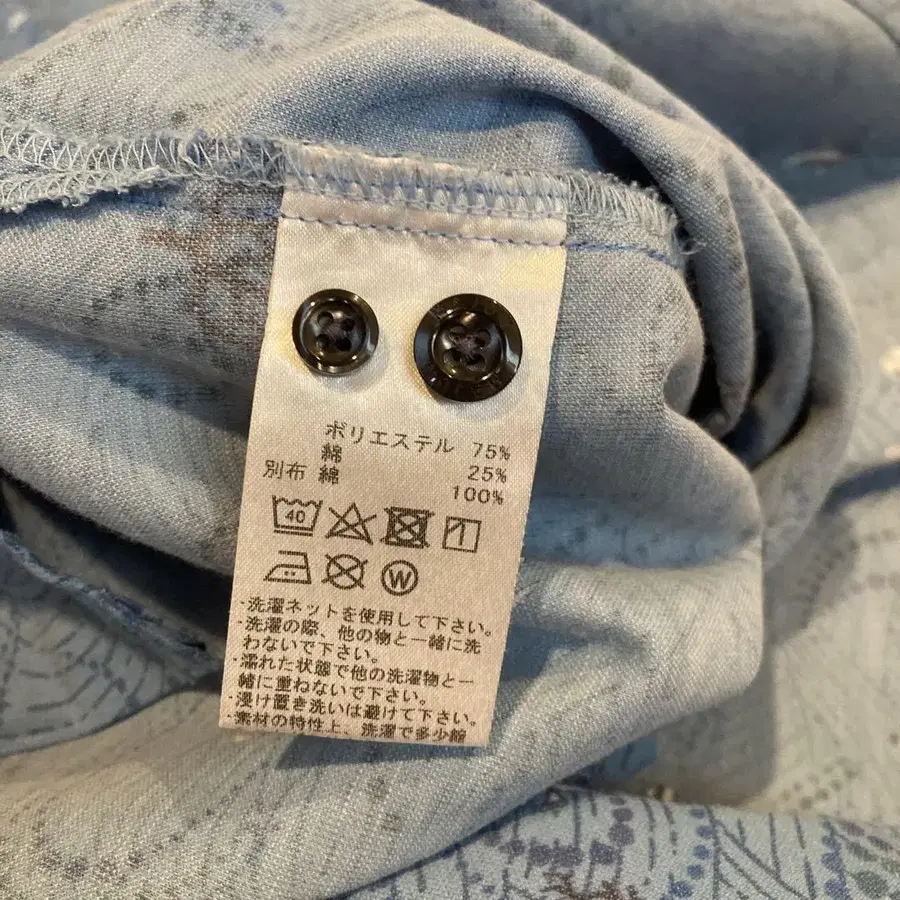 ポリエステル 75%
綿 25%
別布 綿 100%
40
W
・洗濯ネットを使用して下さい。
・洗濯の際、他の物と一緒に洗
わないで下さい。
・濡れた状態で他の洗濯物と一
緒に重ねないで下さい。
・浸け置き洗いは避けて下さい。
・素材の特性上、洗濯で多少縮